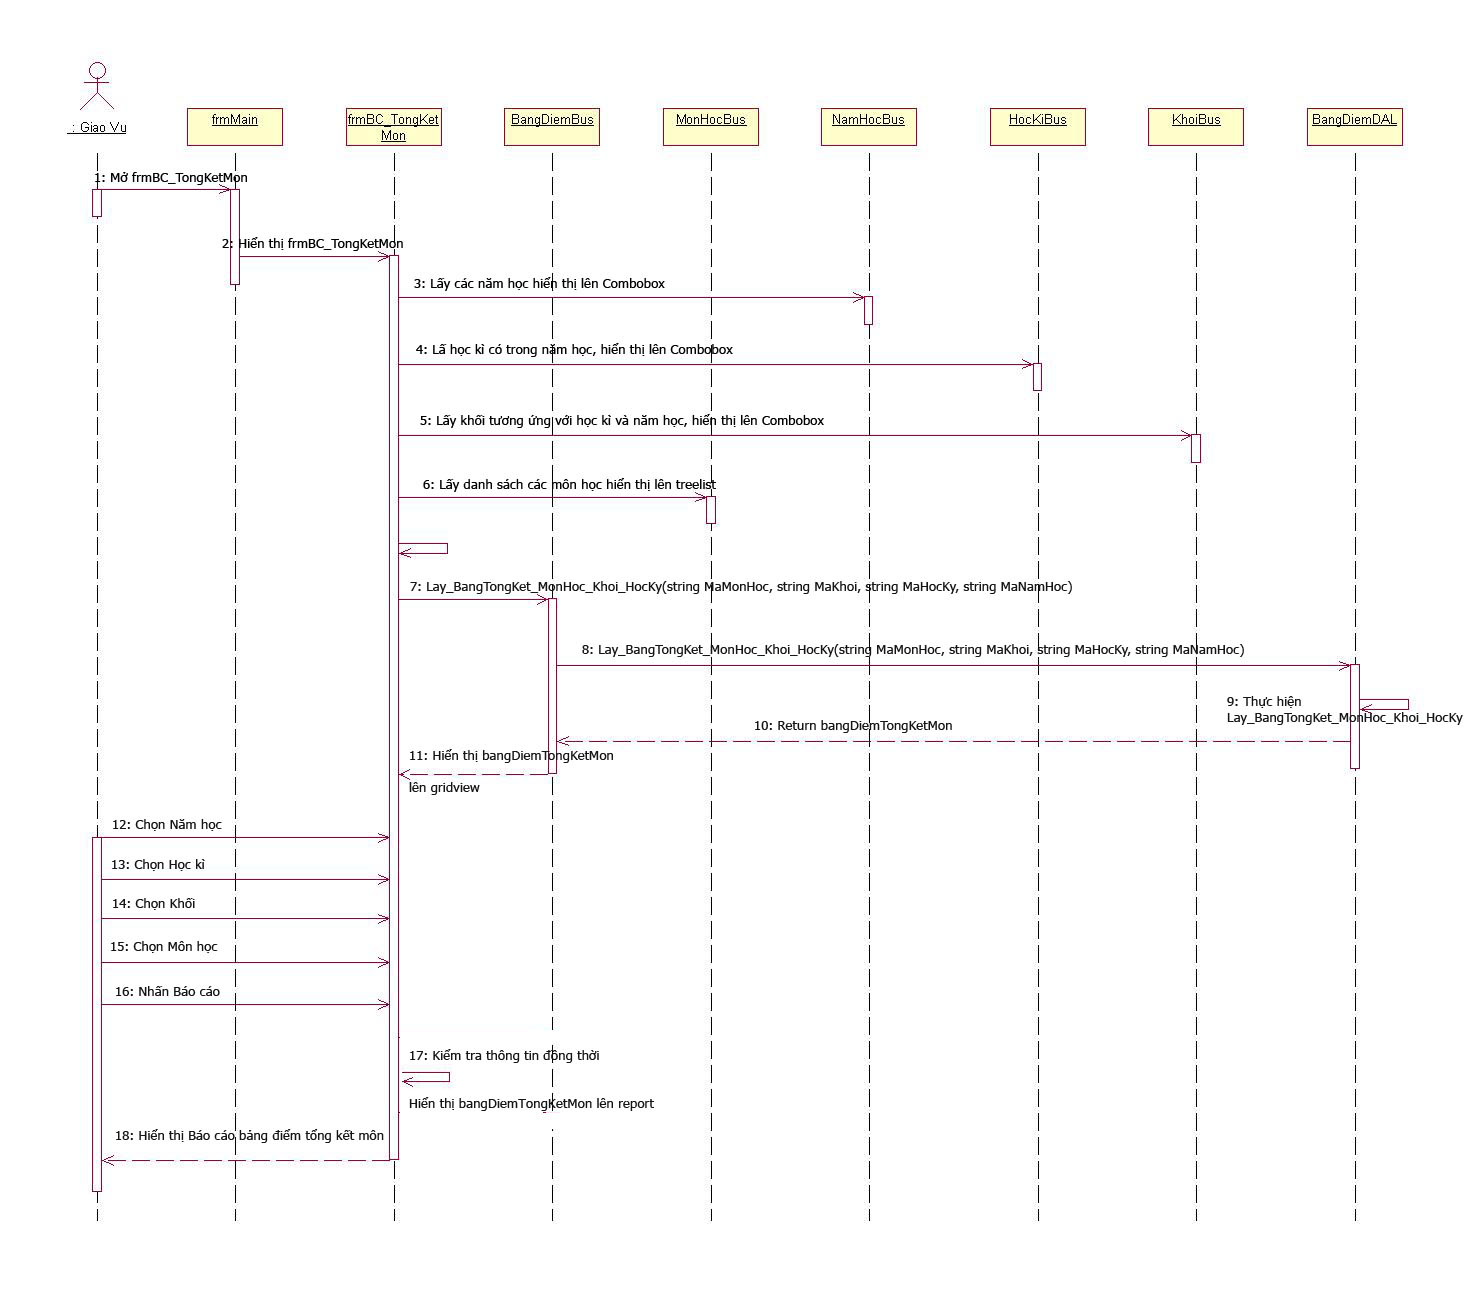 : Giao Vu
frmMain
frmBC_TongKet
Mon
BangDiemBus
MonHocBus
NamHocBus
HocKiBus
KhoiBus
BangDiemDAL
1: Mở frmBC_TongKetMon
2: Hiển thị frmBC_TongKetMon
3: Lấy các năm học hiển thị lên Combobox
4: Lấ học kì có trong năm học, hiển thị lên Combobox
5: Lấy khối tương ứng với học kì và năm học, hiển thị lên Combobox
6: Lấy danh sách các môn học hiển thị lên treelist
7: Lay_BangTongKet_MonHoc_Khoi_HocKy(string MaMonHoc, string MaKhoi, string MaHocKy, string MaNamHoc)
8: Lay_BangTongKet_MonHoc_Khoi_HocKy(string MaMonHoc, string MaKhoi, string MaHocKy, string MaNamHoc)
9: Thực hiện
Lay_BangTongKet_MonHoc_Khoi_HocKy
10: Return bangDiemTongKetMon
11: Hiển thị bangDiemTongKetMon
lên gridview
12: Chọn Năm học
13: Chọn Học kì
14: Chọn Khối
15: Chọn Môn học
16: Nhấn Báo cáo
17: Kiểm tra thông tin đồng thời
Hiển thị bangDiemTongKetMon lên report
18: Hiển thị Báo cáo bảng điểm tổng kết môn